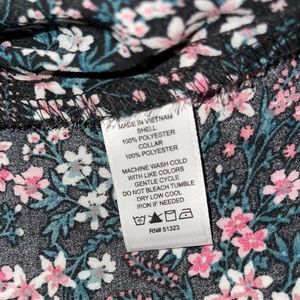 MADE IN VIETNAM
SHELL
100% POLYESTER
COLLAR
100% POLYESTER
MACHINE WASH COLD
WITH LIKE COLORS
GENTLE CYCLE
DO NOT BLEACH TUMBLE
DRY LOW COOL
IRON IF NEEDED
RN# 51323